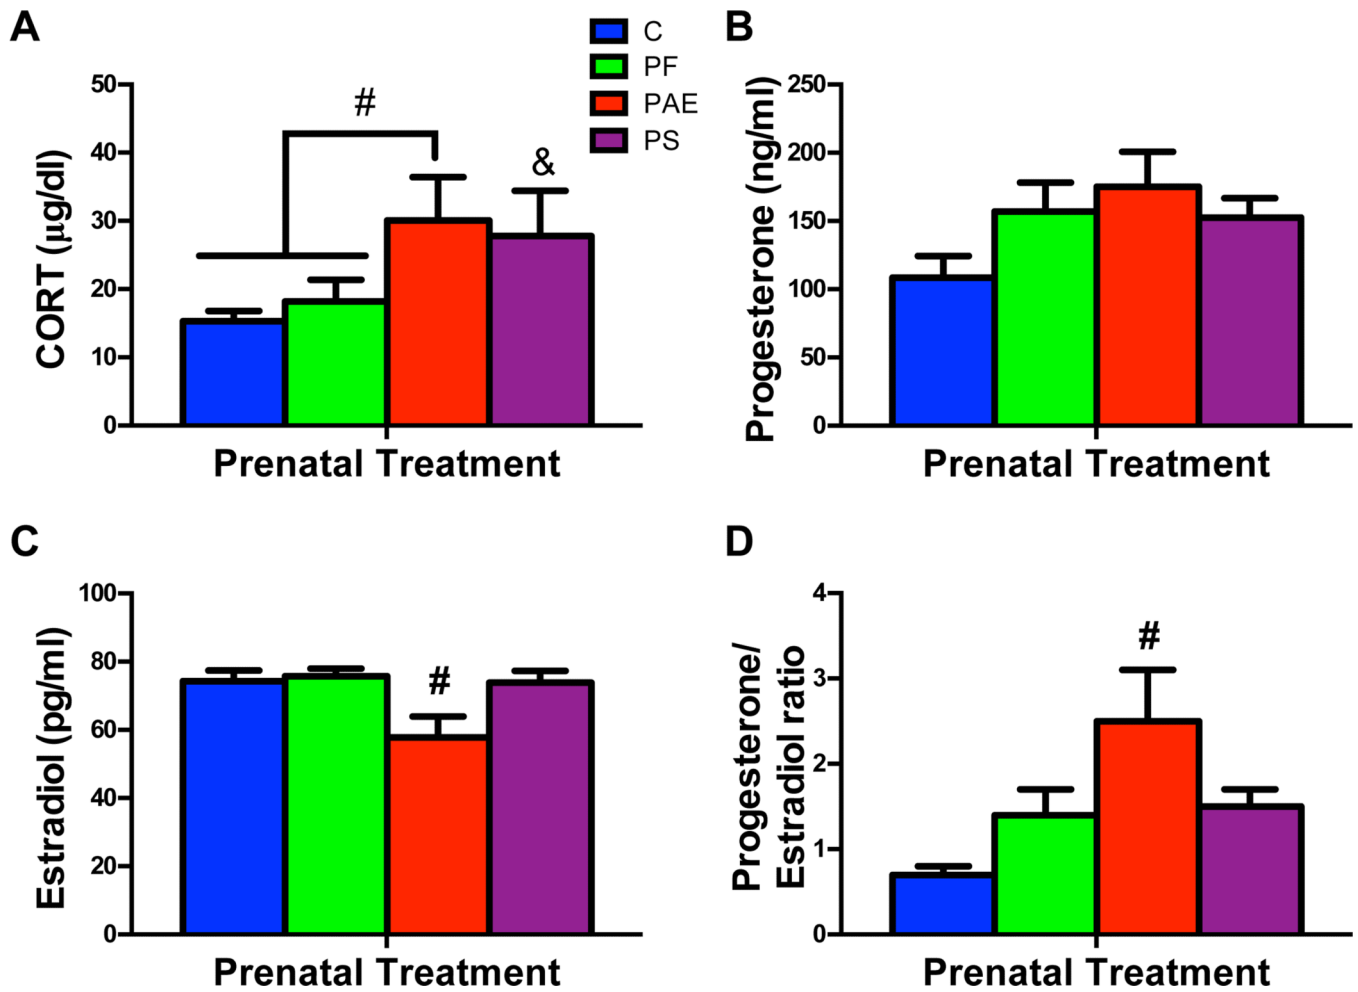 A
C
PF
PAE
PS
50
40
30
20
10
0
CORT (μg/dl)
#
&
Prenatal Treatment
B
250
200
150
100
50
0
Progesterone (ng/ml)
Prenatal Treatment
C
100
80
60
40
20
0
Estradiol (pg/ml)
#
Prenatal Treatment
D
4
3
2
1
0
Progesterone/
Estradiol ratio
#
Prenatal Treatment